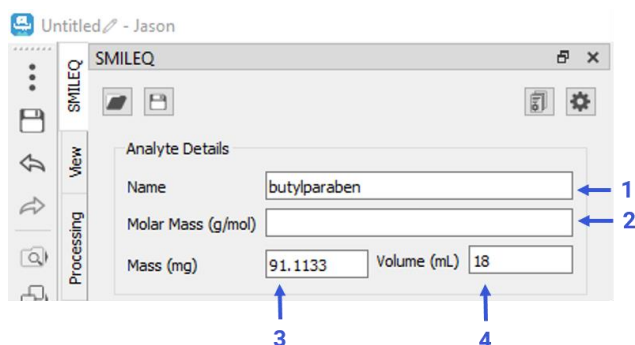 Untitled - Jason
SMILEQ
SMILEQ
View
Processing
Analyte Details
Name butylparaben 1
Molar Mass (g/mol) 2
Mass (mg) 91.1133 Volume (mL) 18
3 4